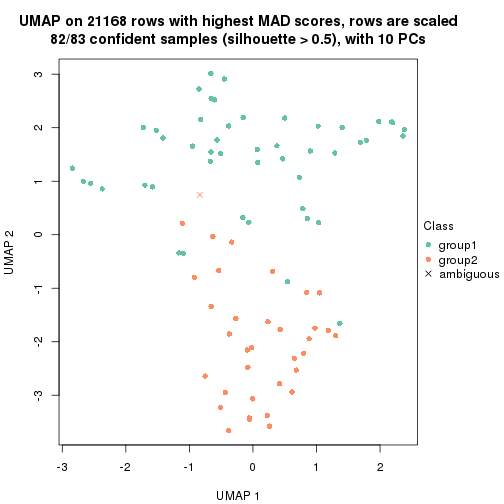 UMAP on 21168 rows with highest MAD scores, rows are scaled
82/83 confident samples (silhouette > 0.5), with 10 PCs
3
2
1
0
-1
-2
-3
UMAP 2
-3
-2
-1
0
1
2
UMAP 1
Class
group1
group2
ambiguous